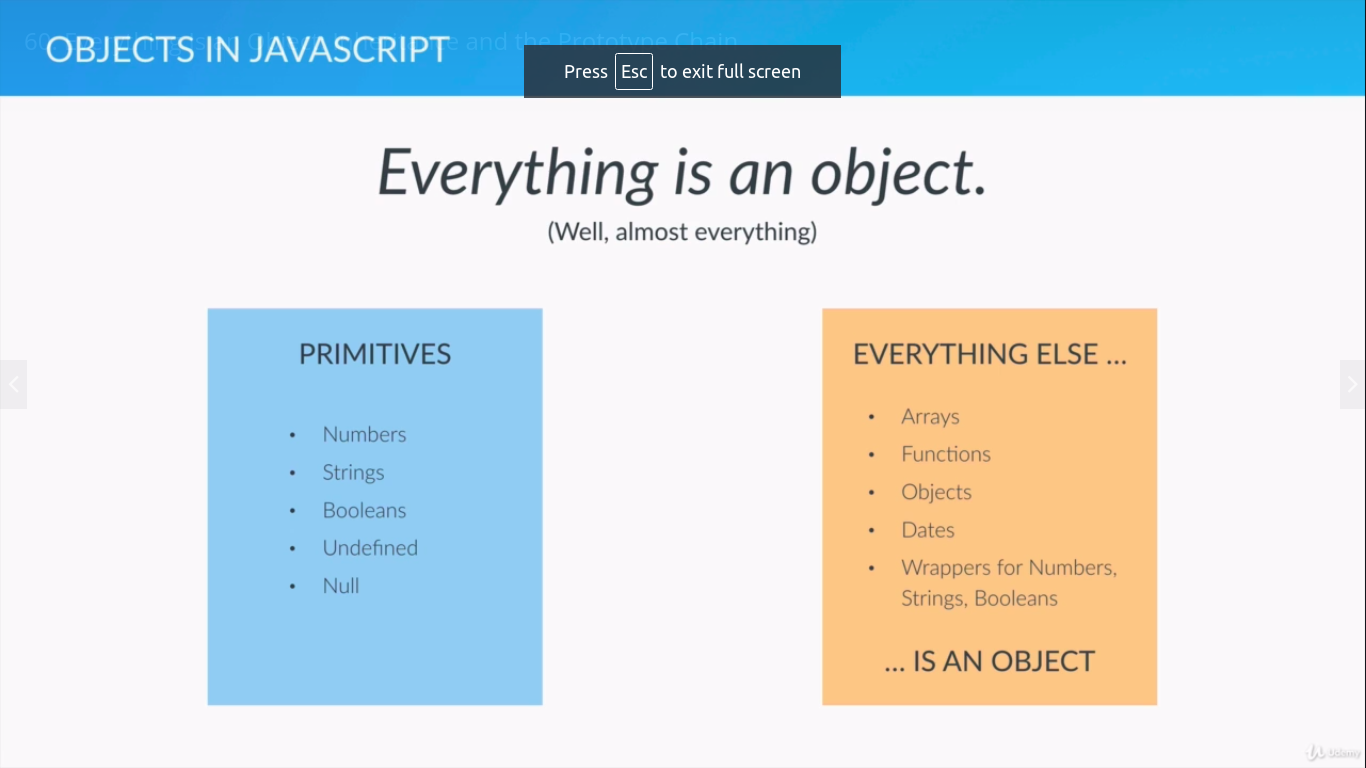 OBJECTS IN JAVASCRIPT
and the Prototype Chain
Press Esc to exit full screen
Everything is an object.
(Well, almost everything)
PRIMITIVES
• Numbers
• Strings
• Booleans
• Undefined
• Null
EVERYTHING ELSE ...
• Arrays
• Functions
• Objects
• Dates
• Wrappers for Numbers,
Strings, Booleans
... IS AN OBJECT
Udemy